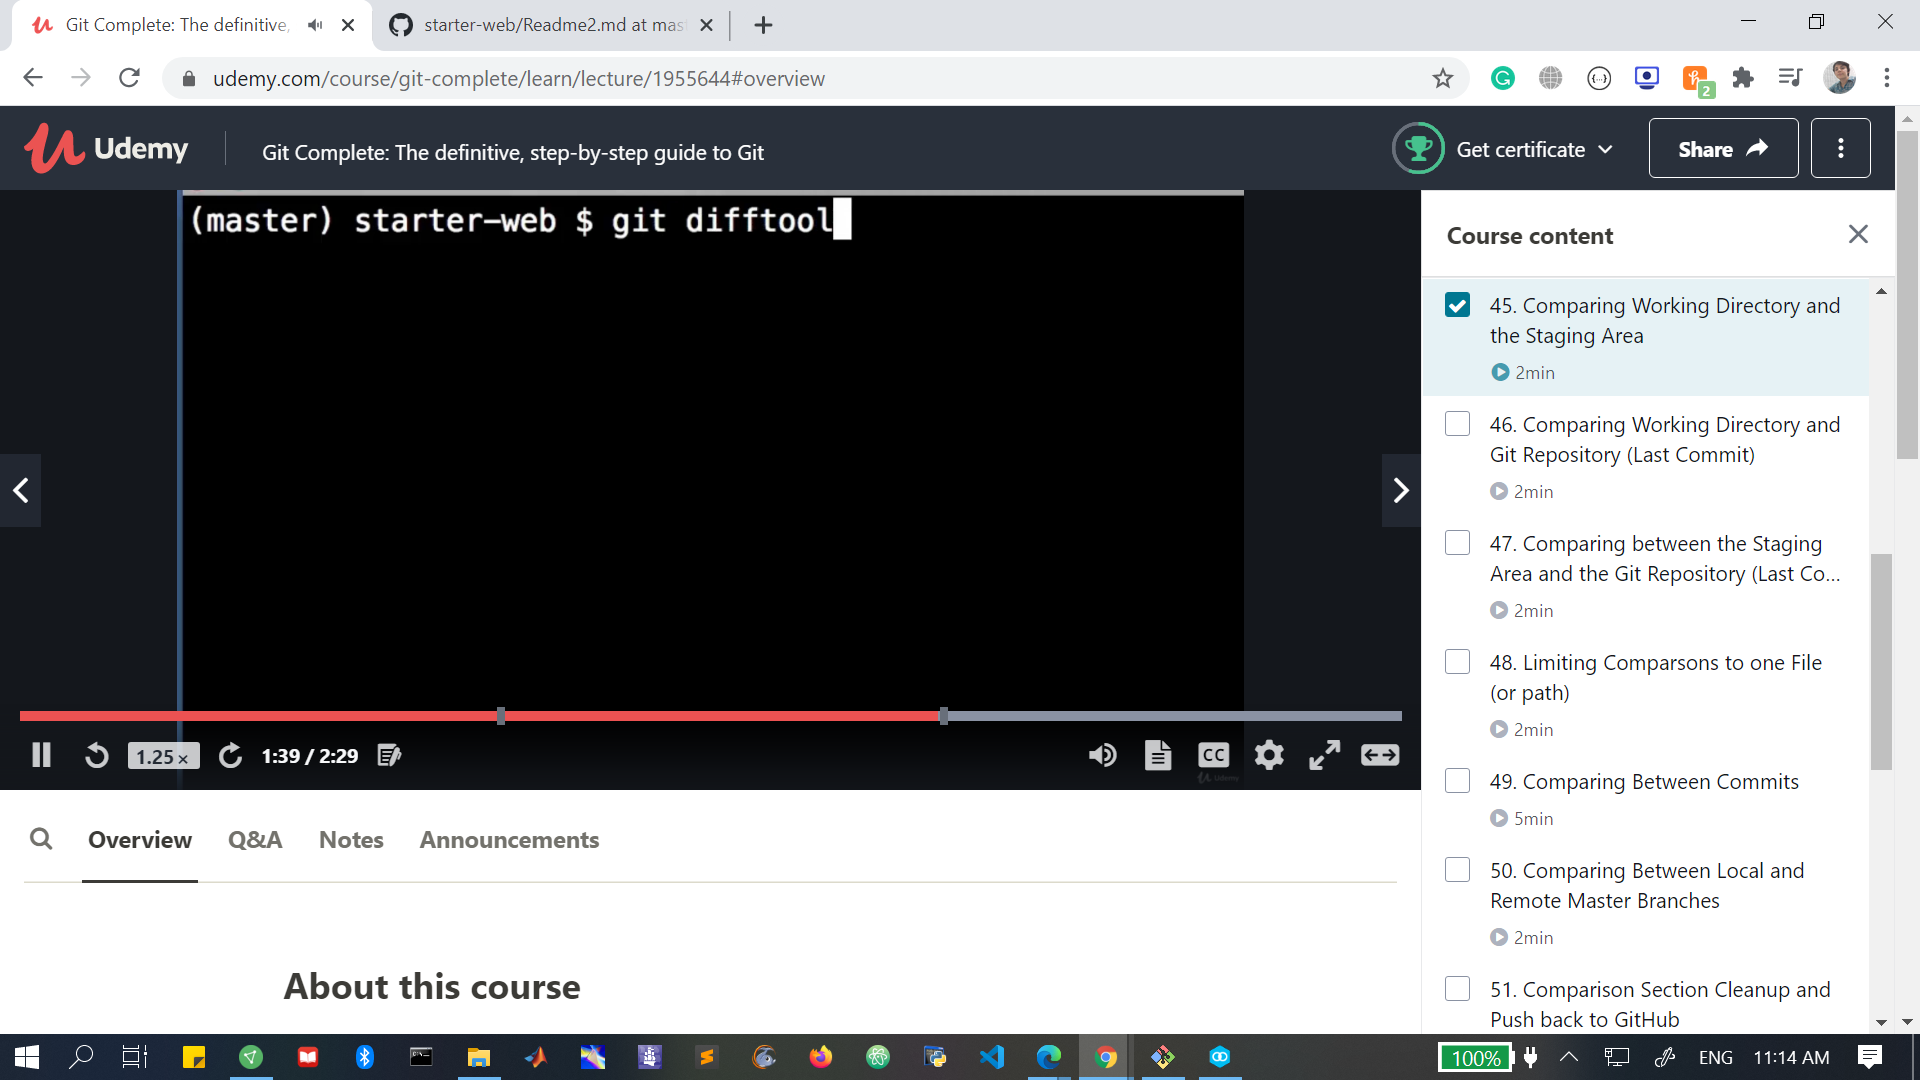 Git Complete: The definitive,
starter-web/Readme2.md at mas
udemy.com/course/git-complete/learn/lecture/1955644#overview
2
Udemy
Git Complete: The definitive, step-by-step guide to Git
Get certificate
Share
(master) starter-web $ git difftool
Course content
45. Comparing Working Directory and
the Staging Area
2min
46. Comparing Working Directory and
Git Repository (Last Commit)
2min
47. Comparing between the Staging
Area and the Git Repository (Last Co...
2min
48. Limiting Comparsons to one File
(or path)
2min
49. Comparing Between Commits
5min
50. Comparing Between Local and
Remote Master Branches
2min
51. Comparison Section Cleanup and
Push back to GitHub
1.25×
1:39 / 2:29
CC
Udemy
Overview
Q&A
Notes
Announcements
About this course
100%
ENG
11:14 AM